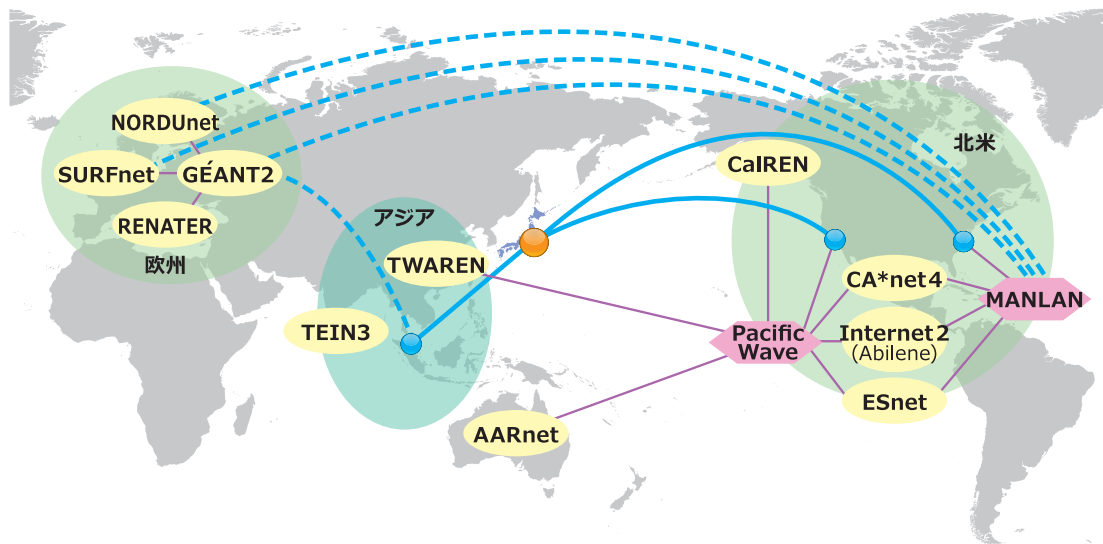 NORDUnet
SURFnet
GÉANT2
RENATER
欧州
アジア
TWAREN
TEIN3
AARnet
北米
CalREN
CA*net4
MANLAN
Pacific
Wave
Internet2
(Abilene)
ESnet